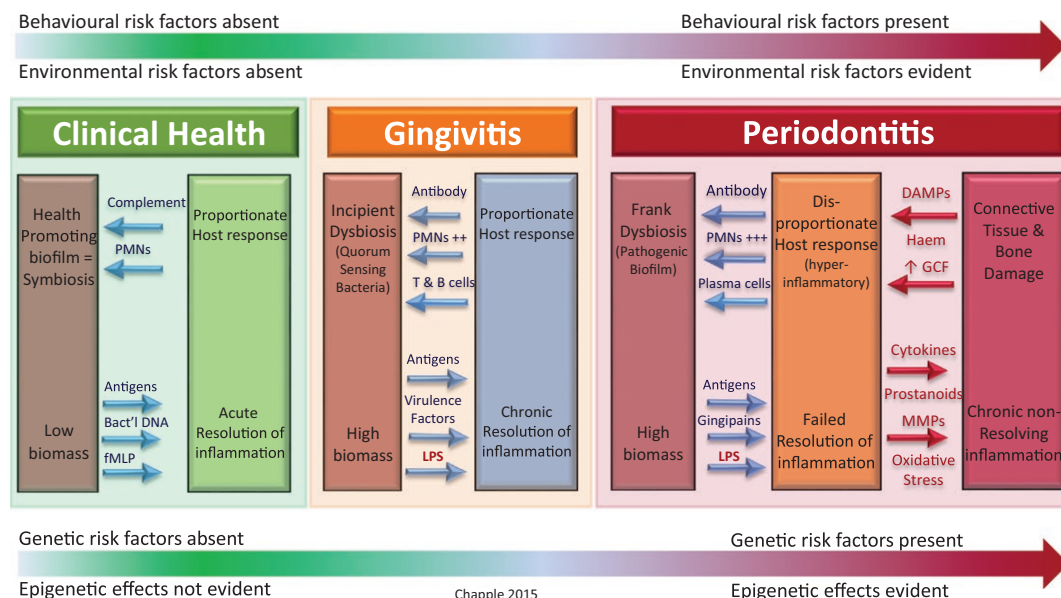 Behavioural risk factors absent
Behavioural risk factors present
Environmental risk factors absent
Environmental risk factors evident
Clinical Health
Health
Promoting
biofilm =
Symbiosis
Low
biomass
Complement
PMNs
Antigens
Bact'l DNA
fMLP
Proportionate
Host response
Acute
Resolution of
inflammation
Gingivitis
Incipient
Dysbiosis
(Quorum
Sensing
Bacteria)
High
biomass
Antibody
PMNs ++
T & B cells
Antigens
Virulence
Factors
LPS
Proportionate
Host response
Chronic
Resolution of
inflammation
Periodontitis
Frank
Dysbiosis
(Pathogenic
Biofilm)
High
biomass
Antibody
PMNs +++
Plasma cells
Antigens
Gingipains
LPS
Dis-
proportionate
Host response
(hyper-
inflammatory)
Failed
Resolution of
inflammation
DAMPs
Haem
↑ GCF
Cytokines
Prostanoids
MMPs
Oxidative
Stress
Connective
Tissue &
Bone
Damage
Chronic non-
Resolving
inflammation
Genetic risk factors absent
Genetic risk factors present
Epigenetic effects not evident
Chapple 2015
Epigenetic effects evident